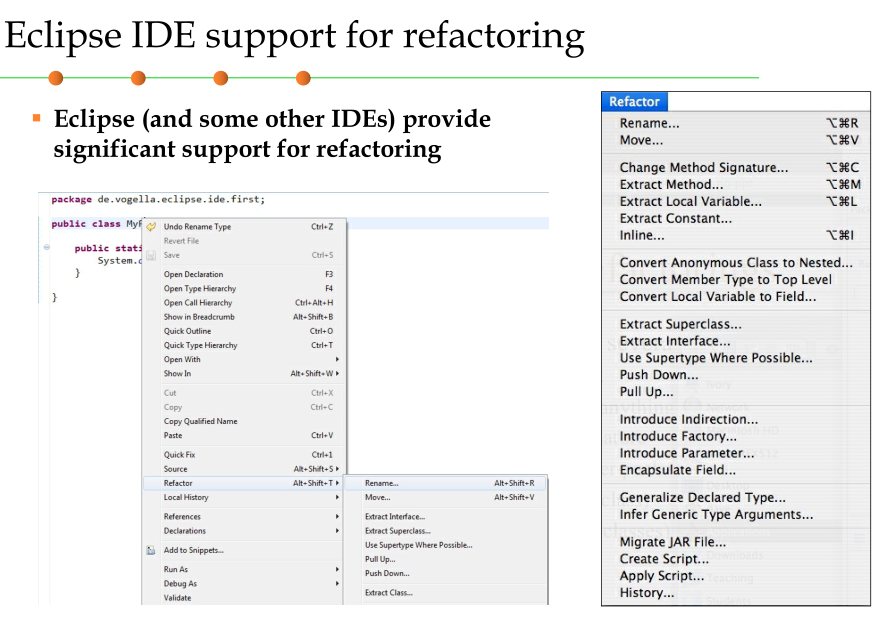 Eclipse IDE support for refactoring
Eclipse (and some other IDEs) provide
significant support for refactoring
package de.vogella.eclipse.ide.first;
public class MyF
public stati
System.o
}
}
Undo Rename Type Ctrl+Z
Revert File
Save Ctrl+S
Open Declaration F3
Open Type Hierarchy F4
Open Call Hierarchy Ctrl+Alt+H
Show in Breadcrumb Alt+Shift+B
Quick Outline Ctrl+O
Quick Type Hierarchy Ctrl+T
Open With
Show In Alt+Shift+W
Cut Ctrl+X
Copy Ctrl+C
Copy Qualified Name
Paste Ctrl+V
Quick Fix Ctrl+1
Source Alt+Shift+S
Refactor Alt+Shift+T
Local History
References
Declarations
Add to Snippets...
Run As
Debug As
Validate
Rename... Alt+Shift+R
Move... Alt+Shift+V
Extract Interface...
Extract Superclass...
Use Supertype Where Possible...
Pull Up...
Push Down...
Extract Class...
Refactor
Rename... ⌥⌘R
Move... ⌥⌘V
Change Method Signature... ⌥⌘C
Extract Method... ⌥⌘M
Extract Local Variable... ⌥⌘L
Extract Constant...
Inline... ⌥⌘I
Convert Anonymous Class to Nested...
Convert Member Type to Top Level
Convert Local Variable to Field...
Extract Superclass...
Extract Interface...
Use Supertype Where Possible...
Push Down...
Pull Up...
Introduce Indirection...
Introduce Factory...
Introduce Parameter...
Encapsulate Field...
Generalize Declared Type...
Infer Generic Type Arguments...
Migrate JAR File...
Create Script...
Apply Script...
History...